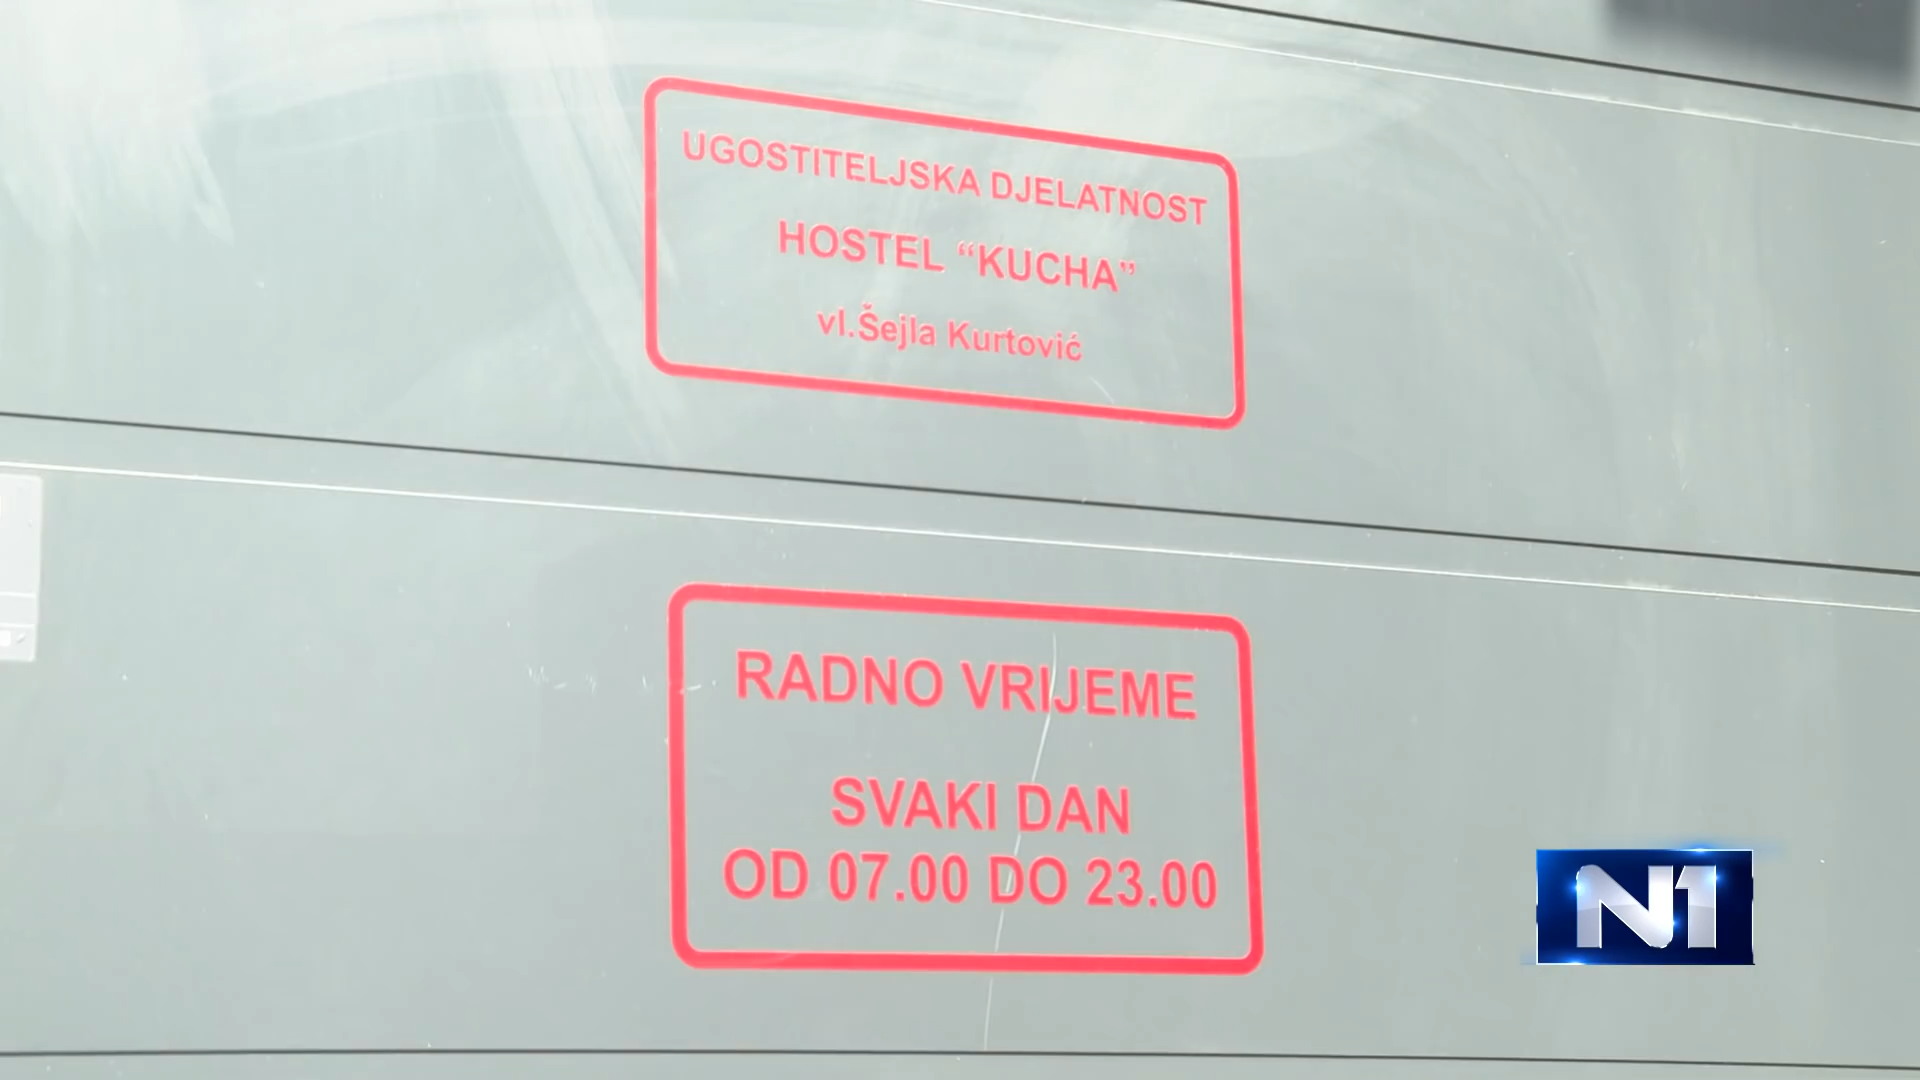 UGOSTITELJSKA DJELATNOST
HOSTEL “KUCHA”
vl.Šejla Kurtović
RADNO VRIJEME
SVAKI DAN
OD 07.00 DO 23.00
N1